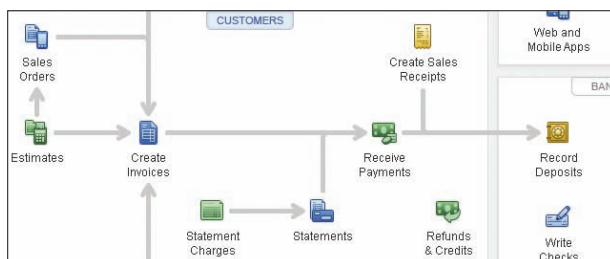 CUSTOMERS
Web and
Mobile Apps
Sales
Orders
Create Sales
Receipts
BAN
Estimates
Create
Invoices
Receive
Payments
Record
Deposits
Statement
Charges
Statements
Refunds
& Credits
Write
Checks